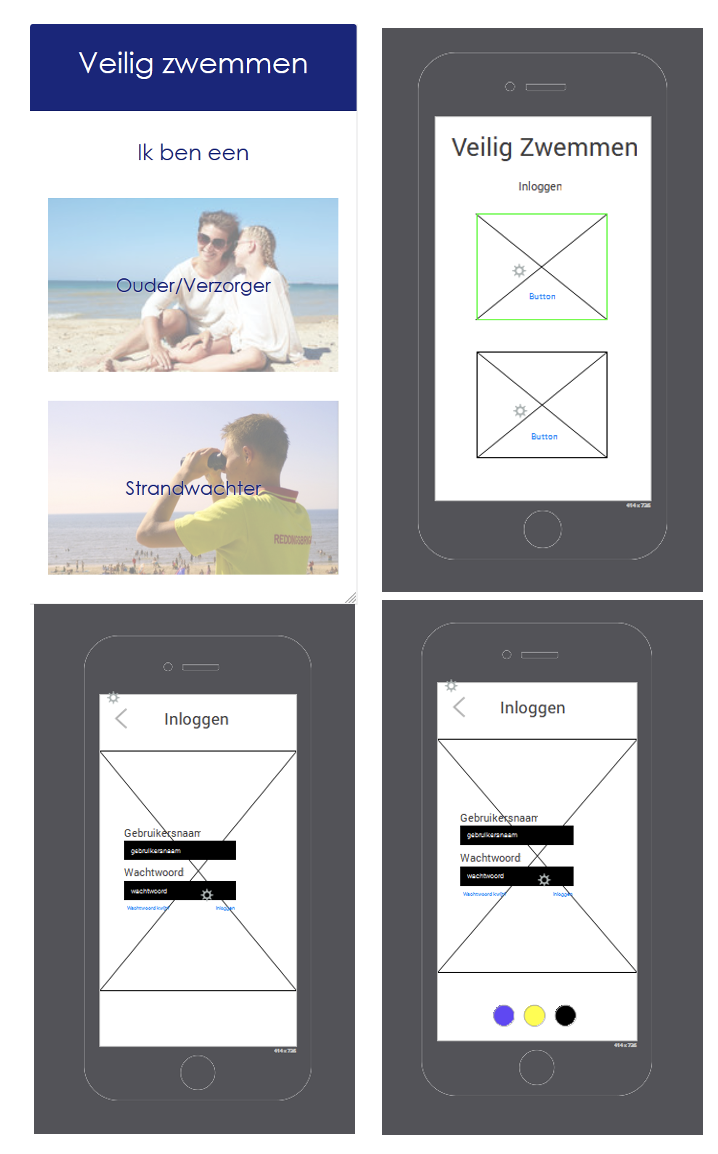 Veilig zwemmen
Ik ben een
Ouder/Verzorger
Strandwachter
Veilig Zwemmen
Inloggen
Button
Button
414 x 736
Inloggen
Gebruikersnaam
gebruikersnaam
Wachtwoord
wachtwoord
Wachtwoord kwijt?
Inloggen
414 x 736
Inloggen
Gebruikersnaam
gebruikersnaam
Wachtwoord
wachtwoord
Wachtwoord kwijt?
Inloggen
414 x 736